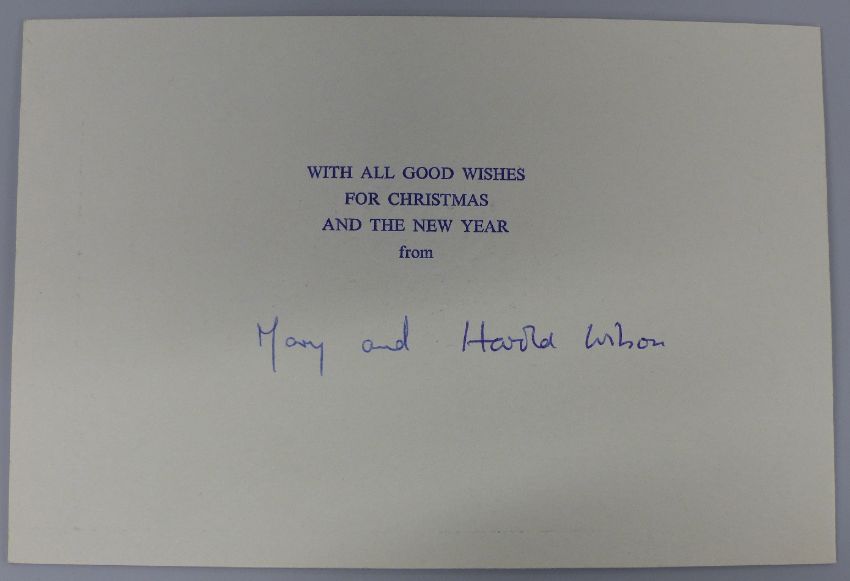 WITH ALL GOOD WISHES
FOR CHRISTMAS
AND THE NEW YEAR
from
Mary and Harold Wilson